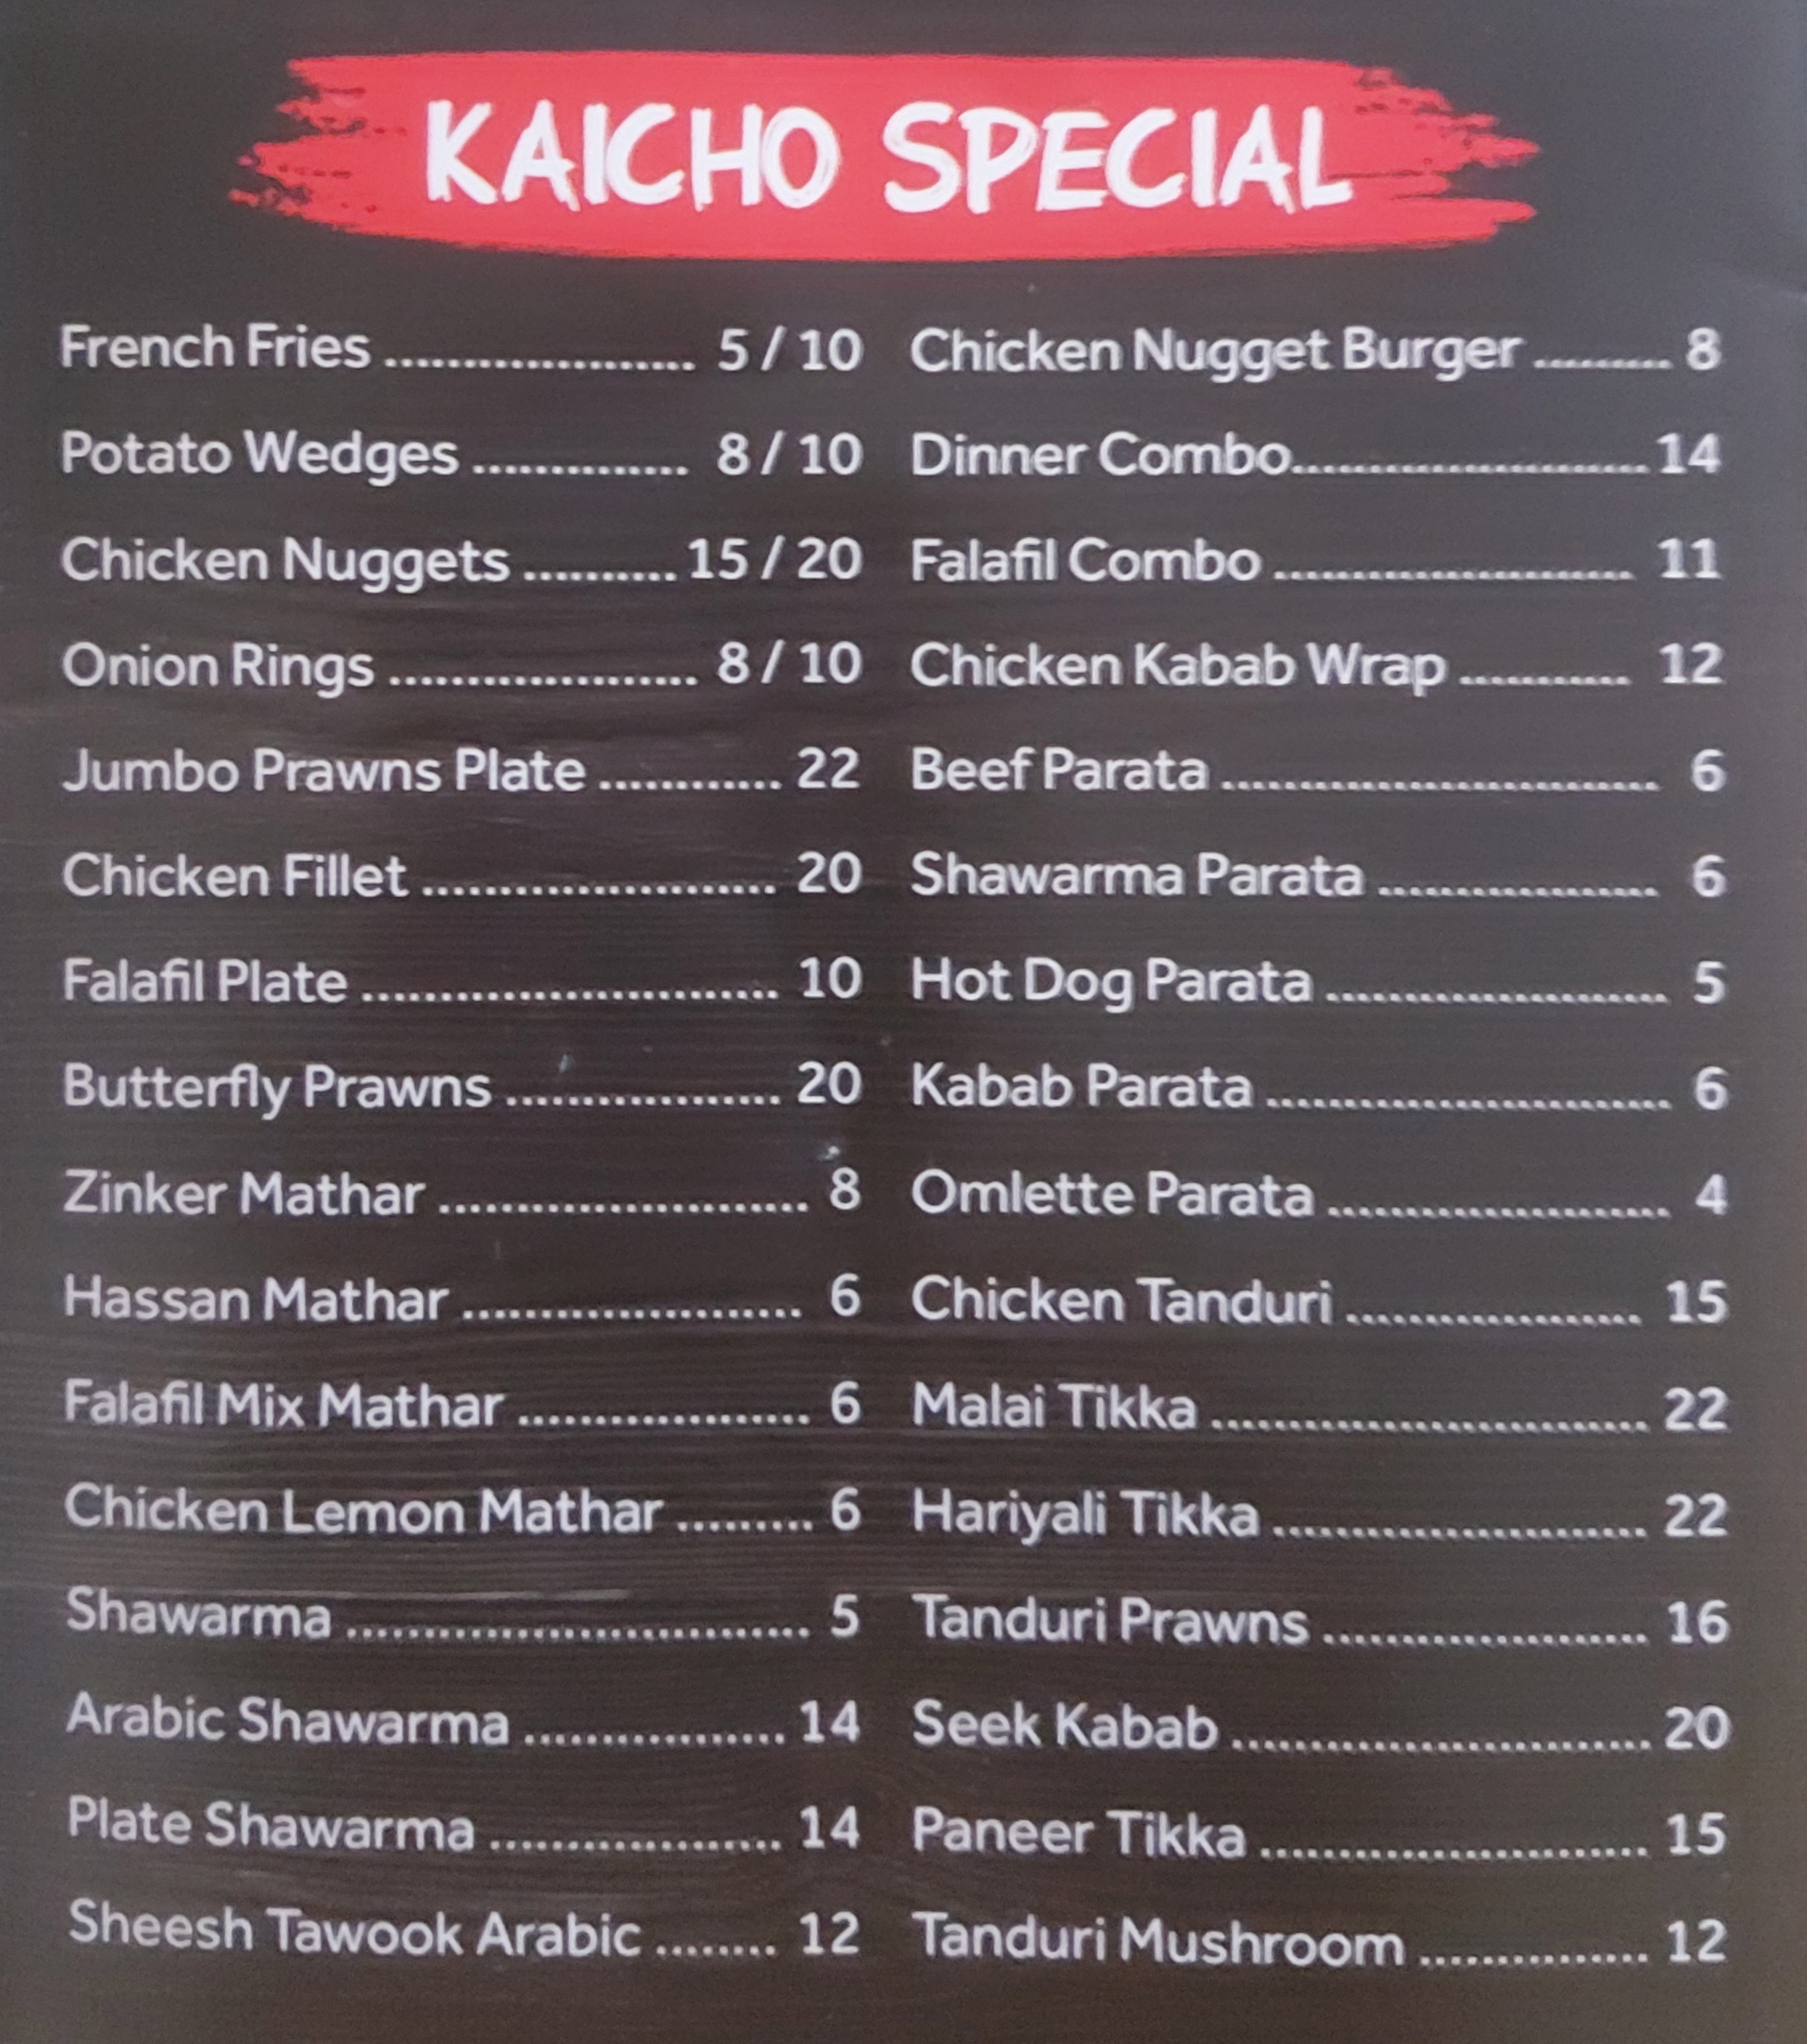 KAICHO SPECIAL
French Fries .................... 5 / 10
Potato Wedges .............. 8 / 10
Chicken Nuggets .......... 15 / 20
Onion Rings .................... 8 / 10
Jumbo Prawns Plate ............ 22
Chicken Fillet ....................... 20
Falafil Plate ........................... 10
Butterfly Prawns .................. 20
Zinker Mathar ........................ 8
Hassan Mathar ...................... 6
Falafil Mix Mathar ................... 6
Chicken Lemon Mathar ......... 6
Shawarma .............................. 5
Arabic Shawarma ................. 14
Plate Shawarma ................... 14
Sheesh Tawook Arabic ........ 12
Chicken Nugget Burger ......... 8
Dinner Combo....................... 14
Falafil Combo ....................... 11
Chicken Kabab Wrap ........... 12
Beef Parata ............................ 6
Shawarma Parata .................. 6
Hot Dog Parata ...................... 5
Kabab Parata .......................... 6
Omlette Parata ...................... 4
Chicken Tanduri ................... 15
Malai Tikka ............................ 22
Hariyali Tikka ........................ 22
Tanduri Prawns ..................... 16
Seek Kabab ........................... 20
Paneer Tikka ......................... 15
Tanduri Mushroom ............... 12